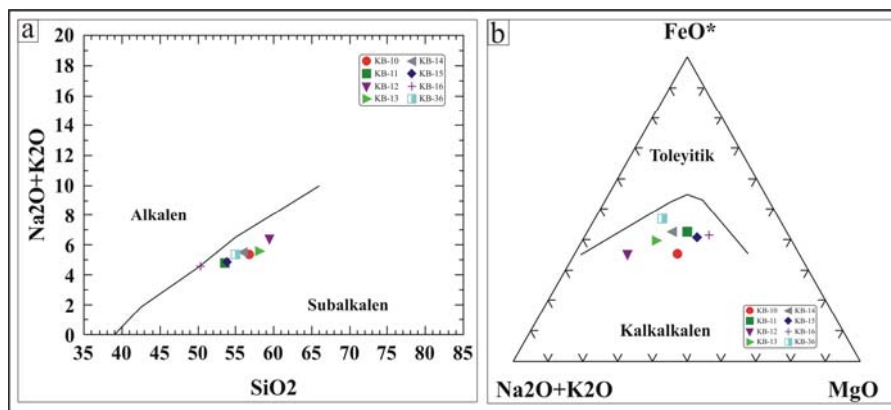 a
20
18
16
14
12
10
8
6
4
2
0
Na2O+K2O
35 40 45 50 55 60 65 70 75 80 85
SiO2
Alkalen
Subalkalen
KB-10 KB-14
KB-11 KB-15
KB-12 KB-16
KB-13 KB-36
b
FeO*
Toleyitik
Kalkalkalen
KB-10 KB-14
KB-11 KB-15
KB-12 KB-16
KB-13 KB-36
Na2O+K2O MgO